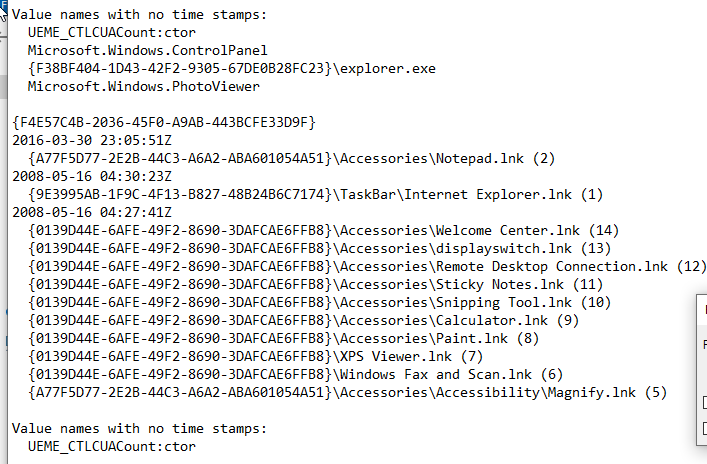 Value names with no time stamps:
UEME_CTLCUACount:ctor
Microsoft.Windows.ControlPanel
{F38BF404-1D43-42F2-9305-67DE0B28FC23}\explorer.exe
Microsoft.Windows.PhotoViewer
{F4E57C4B-2036-45F0-A9AB-443BCFE33D9F}
2016-03-30 23:05:51Z
{A77F5D77-2E2B-44C3-A6A2-ABA601054A51}\Accessories\Notepad.lnk (2)
2008-05-16 04:30:23Z
{9E3995AB-1F9C-4F13-B827-48B24B6C7174}\TaskBar\Internet Explorer.lnk (1)
2008-05-16 04:27:41Z
{0139D44E-6AFE-49F2-8690-3DAFCAE6FFB8}\Accessories\Welcome Center.lnk (14)
{0139D44E-6AFE-49F2-8690-3DAFCAE6FFB8}\Accessories\displayswitch.lnk (13)
{0139D44E-6AFE-49F2-8690-3DAFCAE6FFB8}\Accessories\Remote Desktop Connection.lnk (12)
{0139D44E-6AFE-49F2-8690-3DAFCAE6FFB8}\Accessories\Sticky Notes.lnk (11)
{0139D44E-6AFE-49F2-8690-3DAFCAE6FFB8}\Accessories\Snipping Tool.lnk (10)
{0139D44E-6AFE-49F2-8690-3DAFCAE6FFB8}\Accessories\Calculator.lnk (9)
{0139D44E-6AFE-49F2-8690-3DAFCAE6FFB8}\Accessories\Paint.lnk (8)
{0139D44E-6AFE-49F2-8690-3DAFCAE6FFB8}\XPS Viewer.lnk (7)
{0139D44E-6AFE-49F2-8690-3DAFCAE6FFB8}\Windows Fax and Scan.lnk (6)
{A77F5D77-2E2B-44C3-A6A2-ABA601054A51}\Accessories\Accessibility\Magnify.lnk (5)
Value names with no time stamps:
UEME_CTLCUACount:ctor